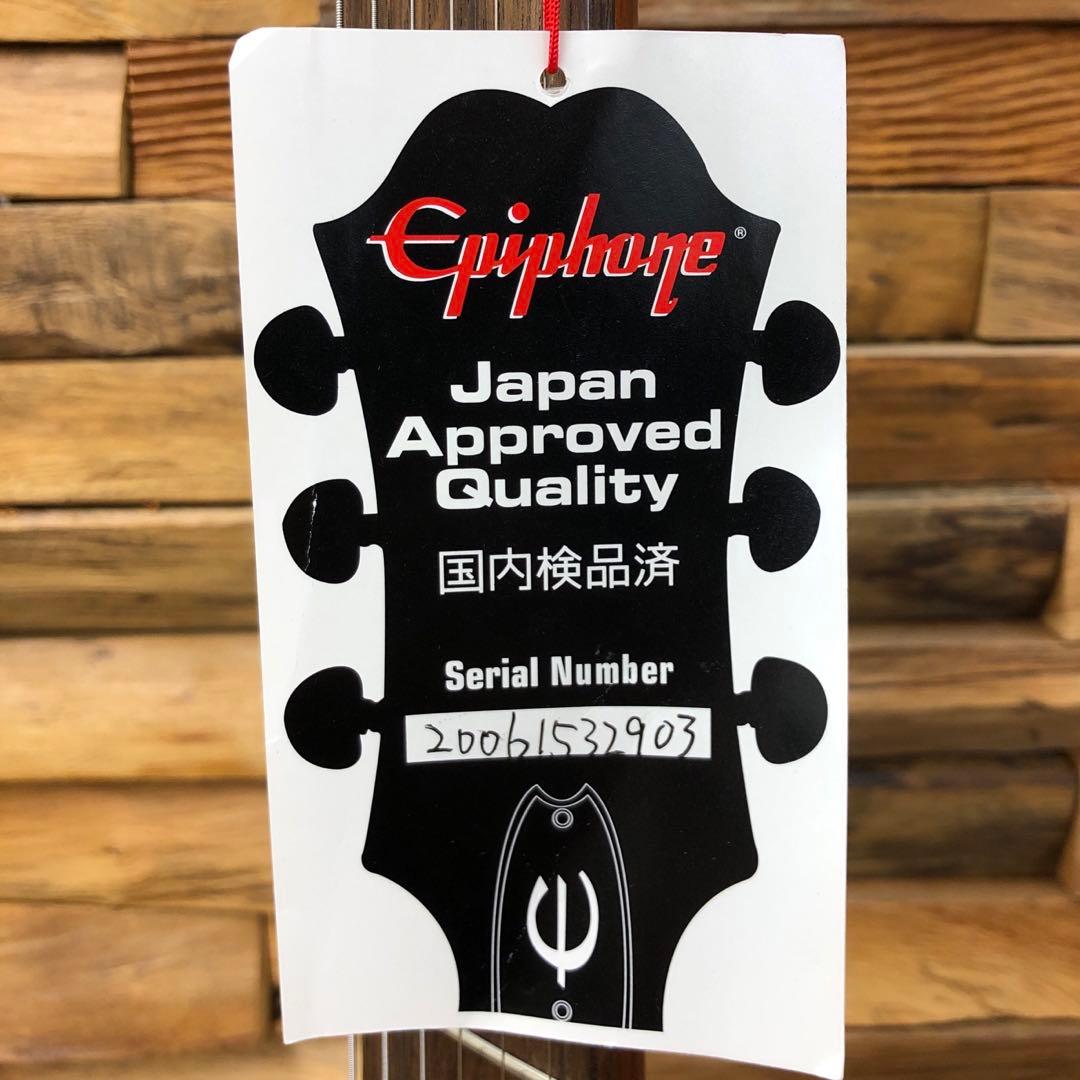 Epiphone®
Japan
Approved
Quality
国内検品済
Serial Number
20061532903